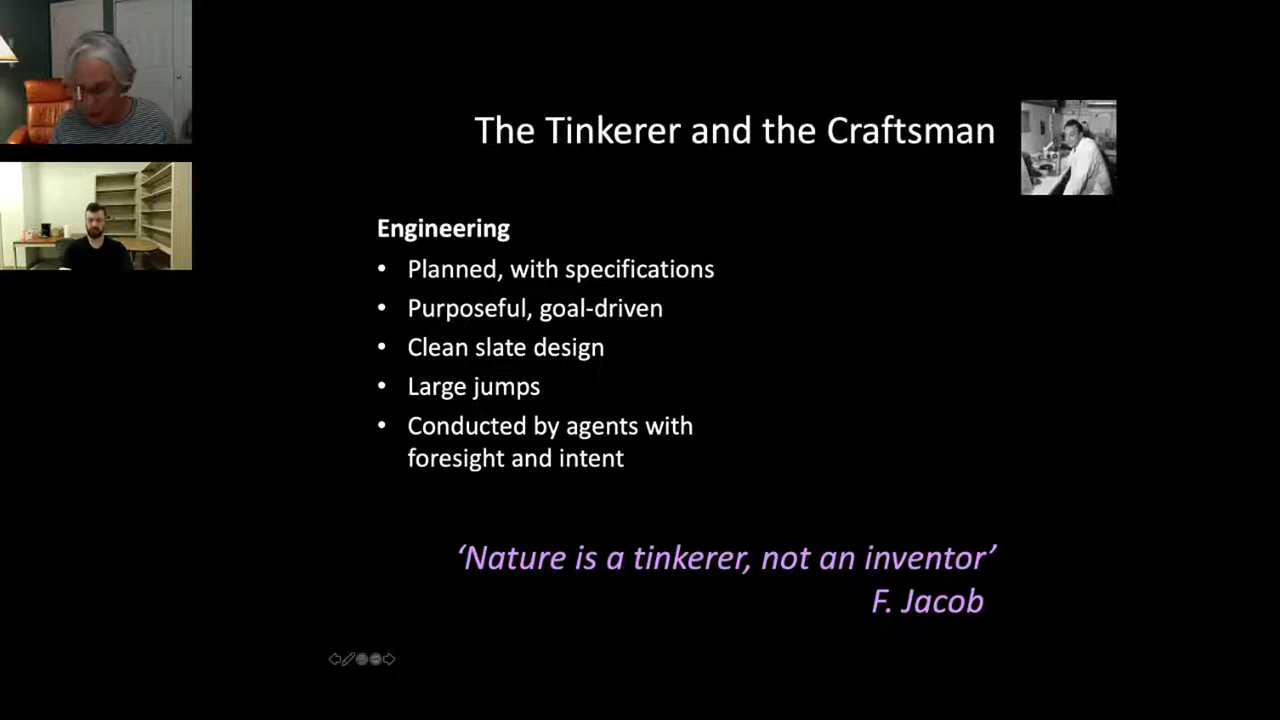 The Tinkerer and the Craftsman
Engineering
• Planned, with specifications
• Purposeful, goal-driven
• Clean slate design
• Large jumps
• Conducted by agents with
foresight and intent
‘Nature is a tinkerer, not an inventor’
F. Jacob